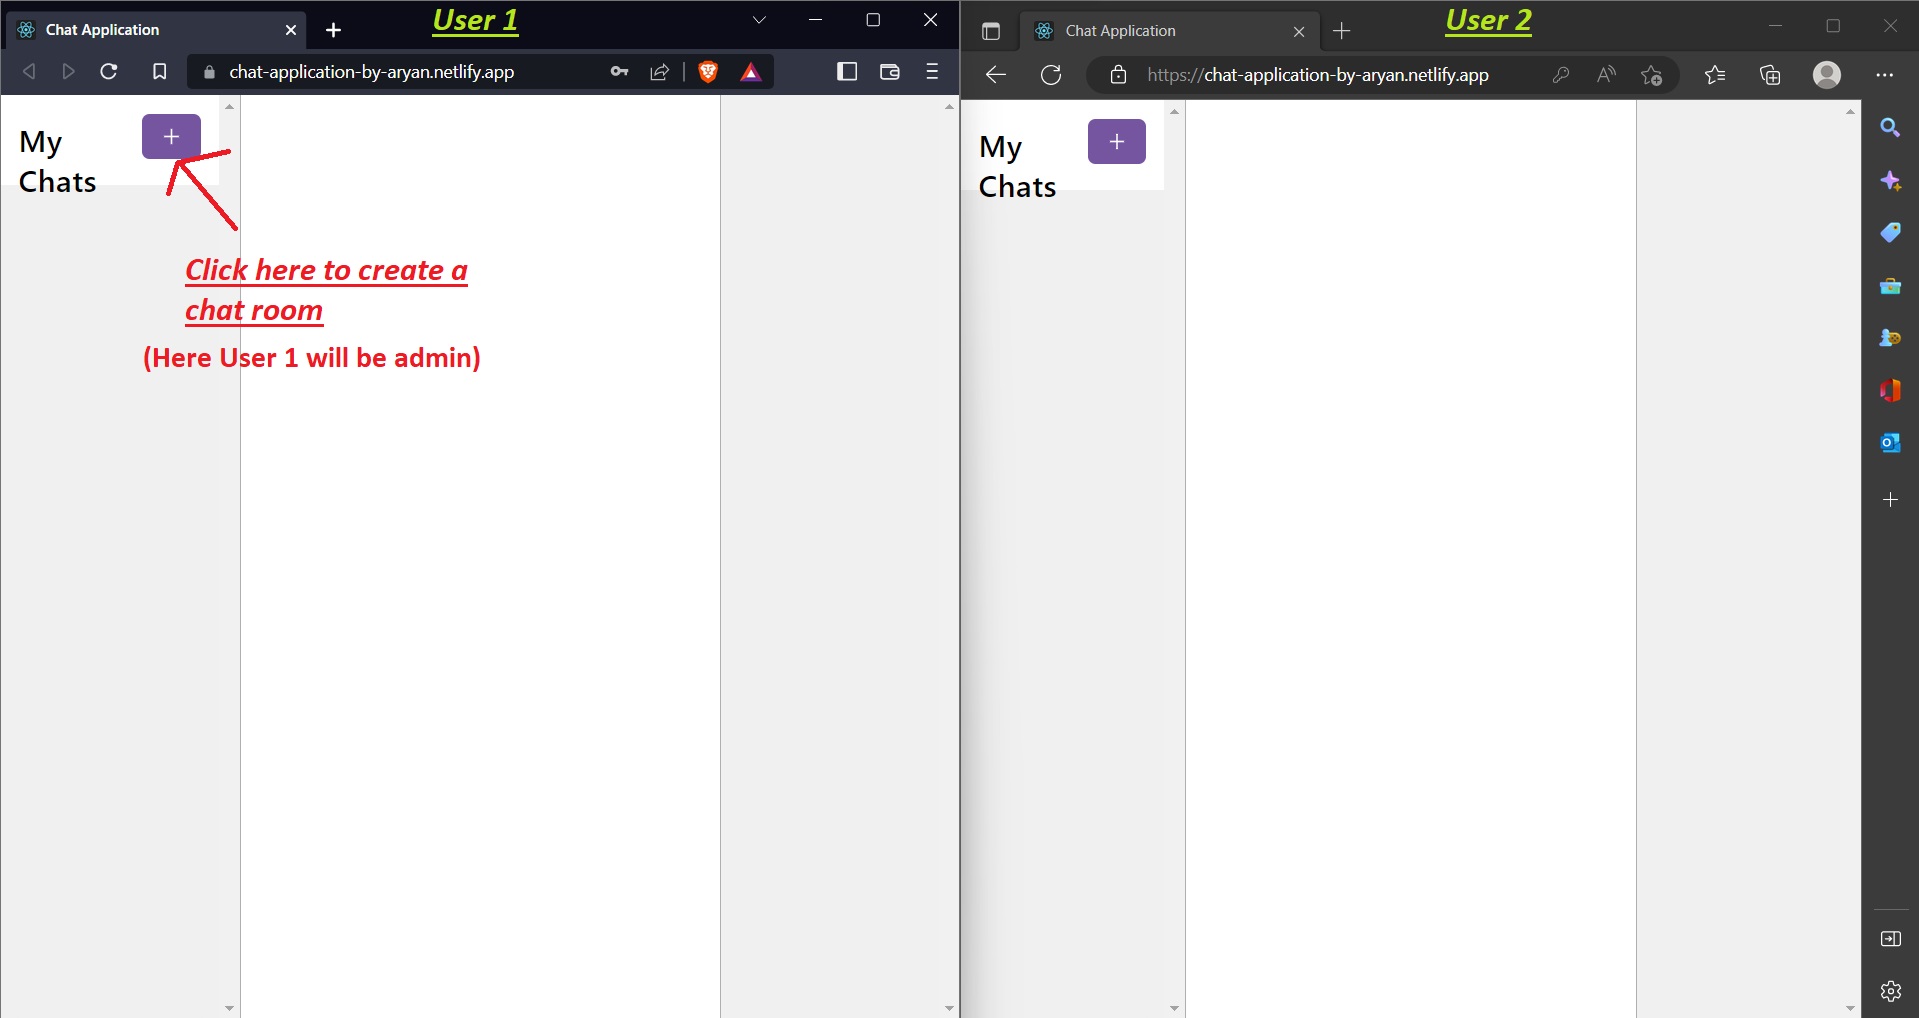 Chat Application
User 1
chat-application-by-aryan.netlify.app
My
Chats
+
Click here to create a
chat room
(Here User 1 will be admin)
Chat Application
User 2
https://chat-application-by-aryan.netlify.app
My
Chats
+